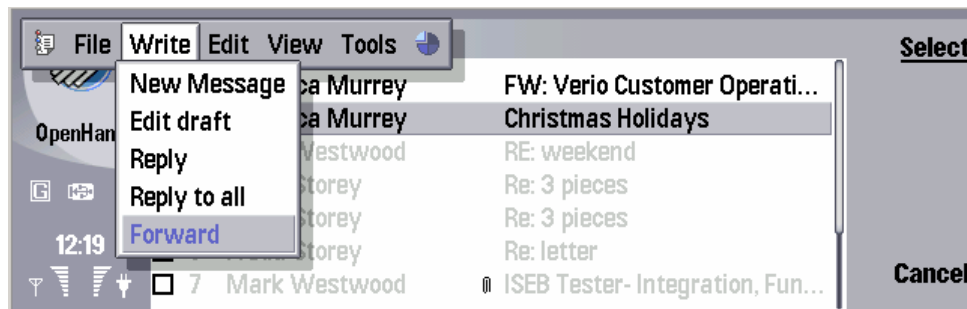 File Write Edit View Tools
Select
New Message
Edit draft
Reply
Reply to all
Forward
OpenHan
G
12:19
ca Murrey FW: Verio Customer Operati...
ca Murrey Christmas Holidays
Westwood RE: weekend
Storey Re: 3 pieces
Storey Re: 3 pieces
Storey Re: letter
7 Mark Westwood ISEB Tester- Integration, Fun...
Cancel